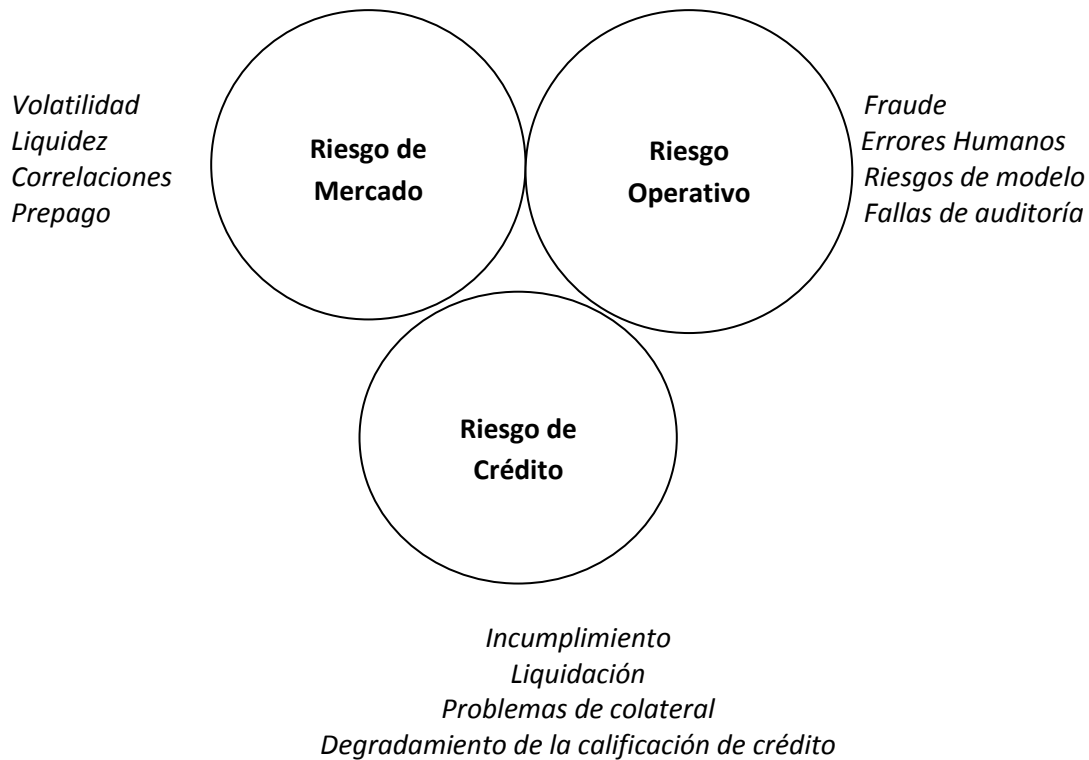 Volatilidad
Liquidez
Correlaciones
Prepago
Riesgo de
Mercado
Riesgo
Operativo
Fraude
Errores Humanos
Riesgos de modelo
Fallas de auditoría
Riesgo de
Crédito
Incumplimiento
Liquidación
Problemas de colateral
Degradamiento de la calificación de crédito